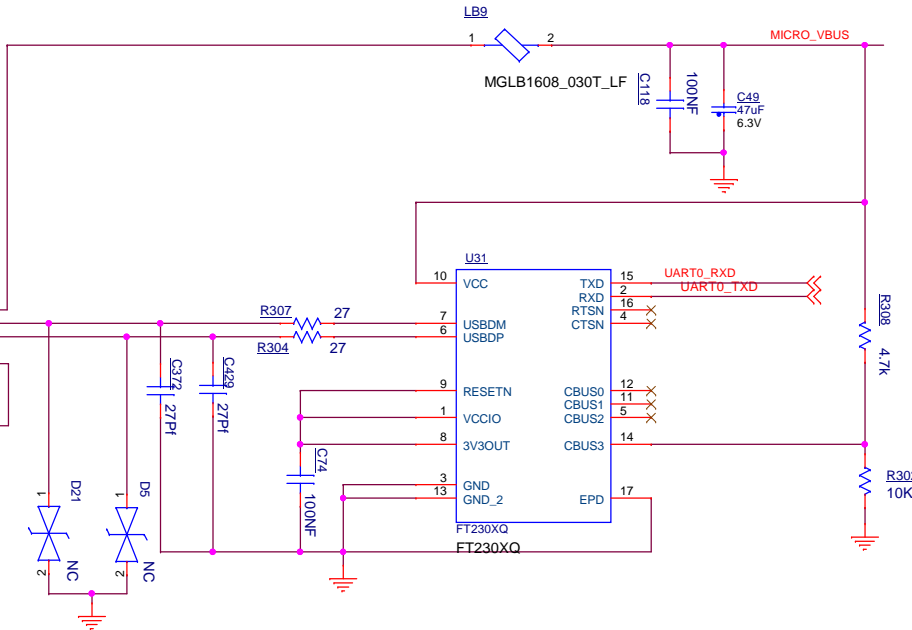 LB9
1
2
MICRO_VBUS
MGLB1608_030T_LF
C118
100NF
C49
47uF
6.3V
U31
10
VCC
TXD
15
UART0_RXD
RXD
2
UART0_TXD
RTSN
16
CTSN
4
R307
27
7
USBDM
6
USBDP
R304
27
R308
4.7k
C372
27Pf
C429
27Pf
9
RESETN
CBUS0
12
CBUS1
11
1
VCCIO
CBUS2
5
8
3V3OUT
CBUS3
14
C74
100NF
3
GND
13
GND_2
EPD
17
10K
FT230XQ
FT230XQ
D21
1
2
NC
D5
1
2
NC